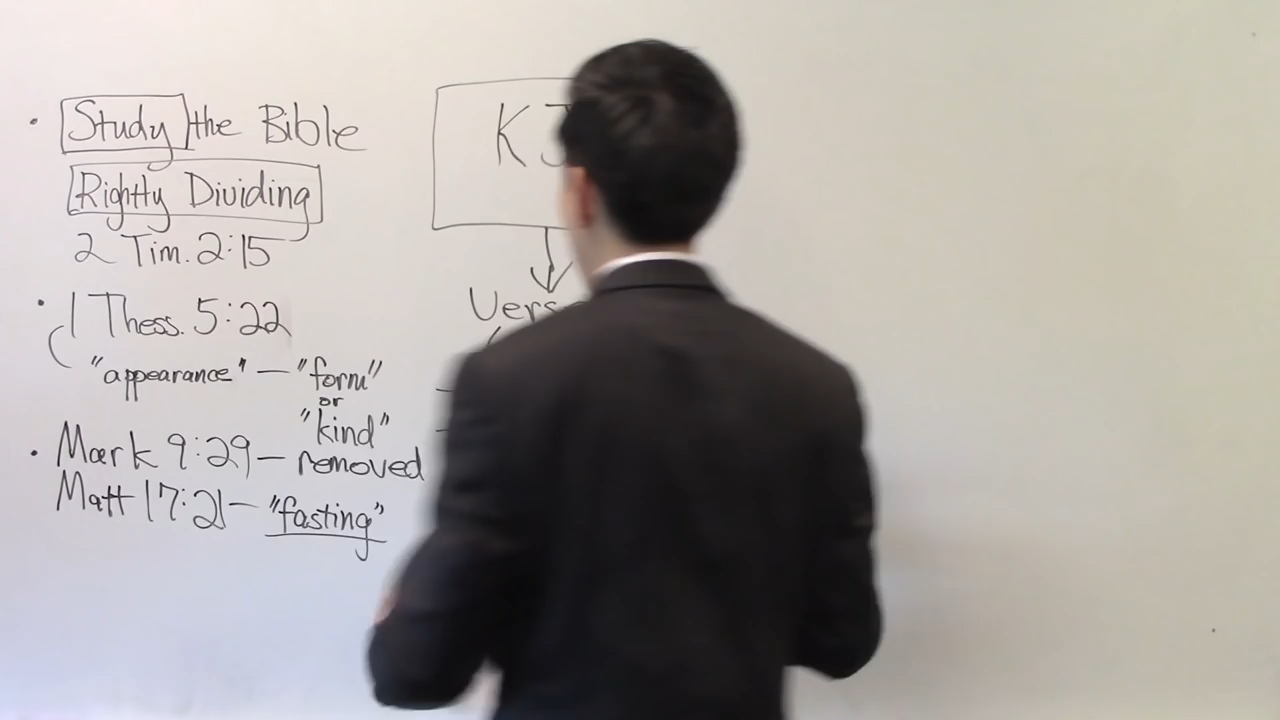 • Study the Bible
Rightly Dividing
2 Tim. 2:15
• 1 Thess. 5:22
"appearance" — "form"
or
"kind"
• Mark 9:29 — removed
Matt 17:21 — "fasting"
K J
Vers